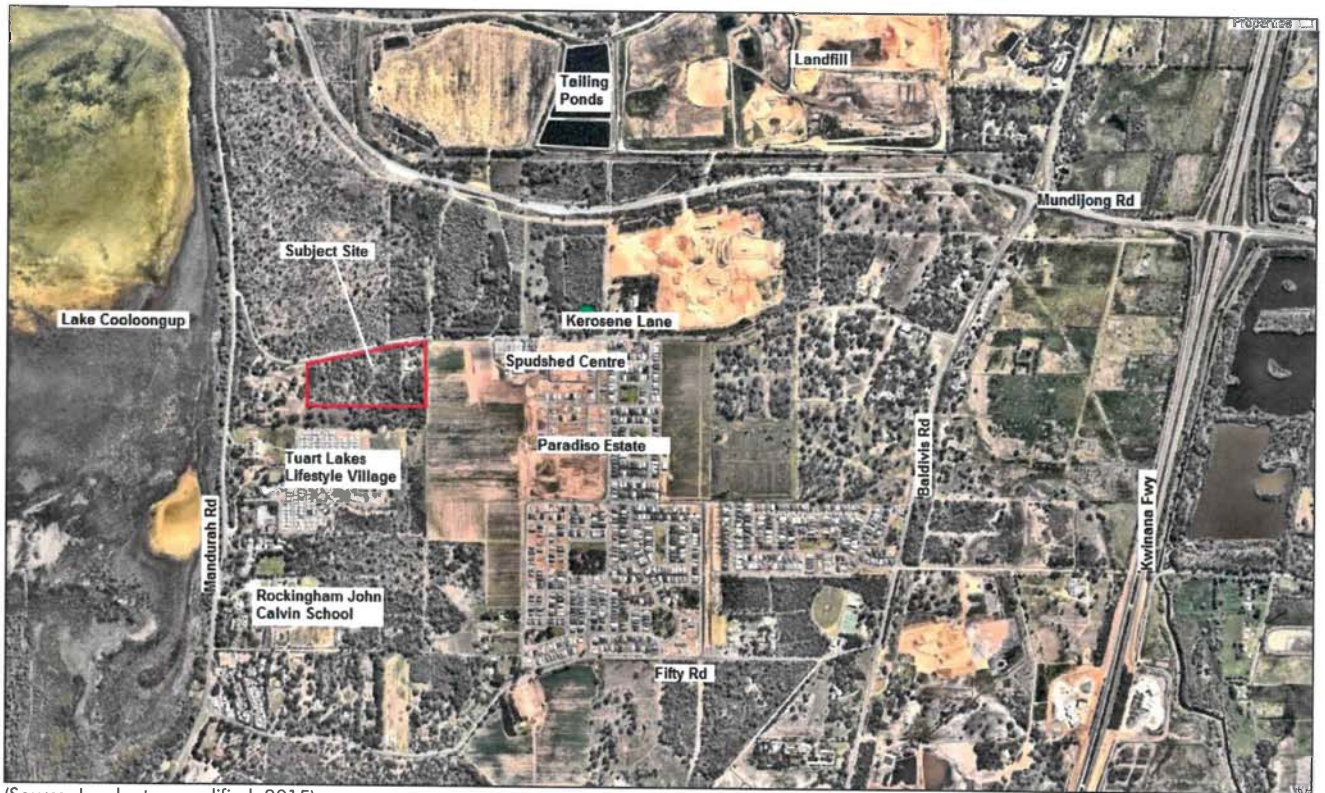 Properties
Landfill
Tailing
Ponds
Mundijong Rd
Subject Site
Lake Cooloongup
Kerosene Lane
Spudshed Centre
Paradiso Estate
Tuart Lakes
Lifestyle Village
Baldivis Rd
Kwinana Fwy
Mandurah Rd
Rockingham John
Calvin School
Fifty Rd